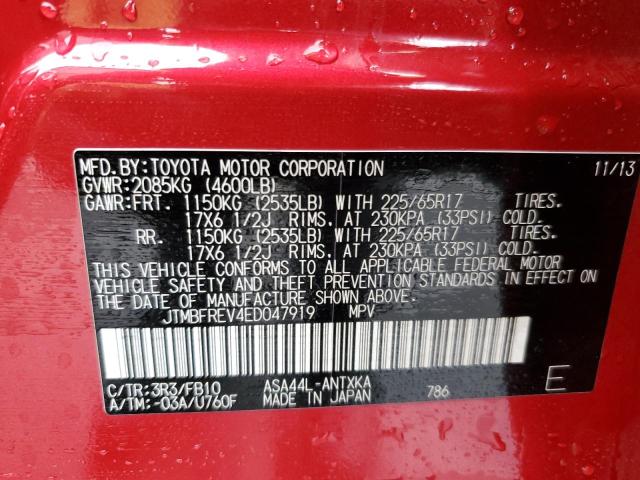 MFD.BY:TOYOTA MOTOR CORPORATION 11/13
GVWR:2085KG (4600LB)
GAWR:FRT. 1150KG (2535LB) WITH 225/65R17 TIRES.
17X6 1/2J RIMS. AT 230KPA (33PSI) COLD.
RR. 1150KG (2535LB) WITH 225/65R17 TIRES.
17X6 1/2J RIMS. AT 230KPA (33PSI) COLD.
THIS VEHICLE CONFORMS TO ALL APPLICABLE FEDERAL MOTOR
VEHICLE SAFETY AND THEFT PREVENTION STANDARDS IN EFFECT ON
THE DATE OF MANUFACTURE SHOWN ABOVE.
JTMBFREV4ED047919 MPV
C/TR:3R3/FB10 ASA44L-ANTXKA 786 E
A/TM:-03A/U760F MADE IN JAPAN